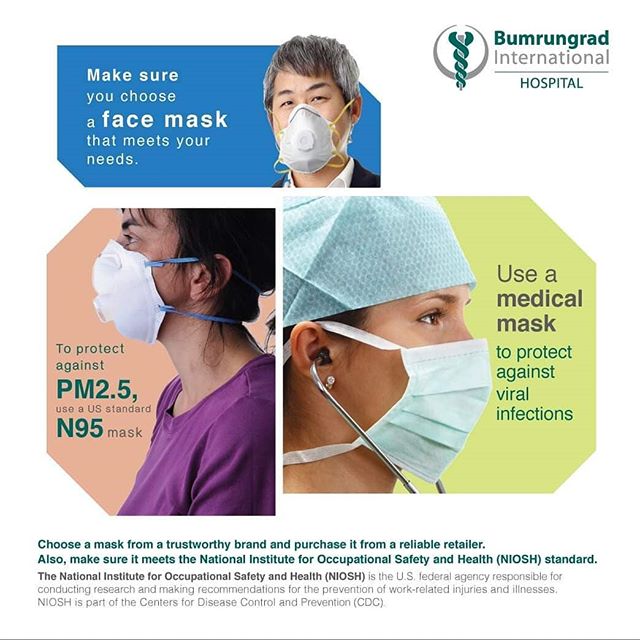 Bumrungrad
International
HOSPITAL
Make sure
you choose
a face mask
that meets your
needs.
To protect
against
PM2.5,
use a US standard
N95 mask
Use a
medical
mask
to protect
against
viral
infections
Choose a mask from a trustworthy brand and purchase it from a reliable retailer.
Also, make sure it meets the National Institute for Occupational Safety and Health (NIOSH) standard.
The National Institute for Occupational Safety and Health (NIOSH) is the U.S. federal agency responsible for
conducting research and making recommendations for the prevention of work-related injuries and illnesses.
NIOSH is part of the Centers for Disease Control and Prevention (CDC).